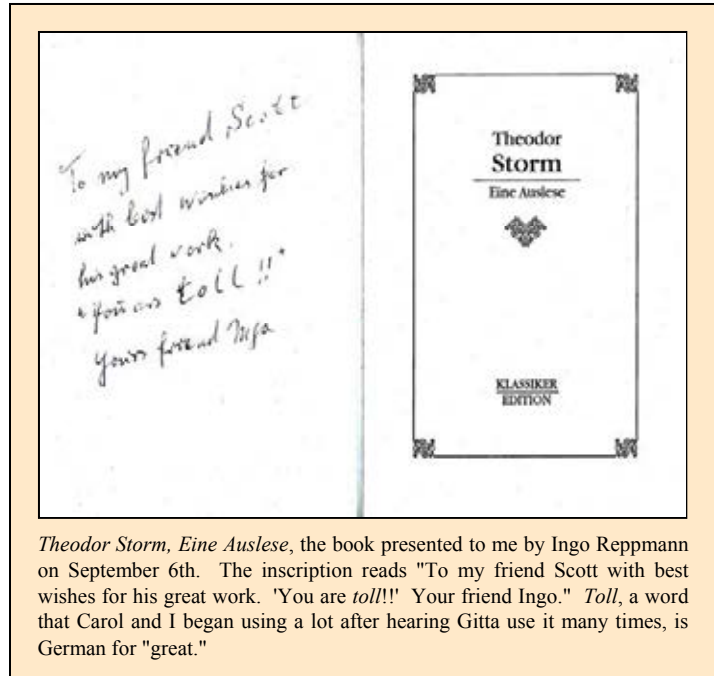 To my friend Scott
with best wishes for
his great work.
"You are toll!!"
Yours friend Ingo
Theodor
Storm
Eine Auslese
KLASSIKER
EDITION
Theodor Storm, Eine Auslese, the book presented to me by Ingo Reppmann
on September 6th. The inscription reads "To my friend Scott with best
wishes for his great work. 'You are toll!!' Your friend Ingo." Toll, a word
that Carol and I began using a lot after hearing Gitta use it many times, is
German for "great."